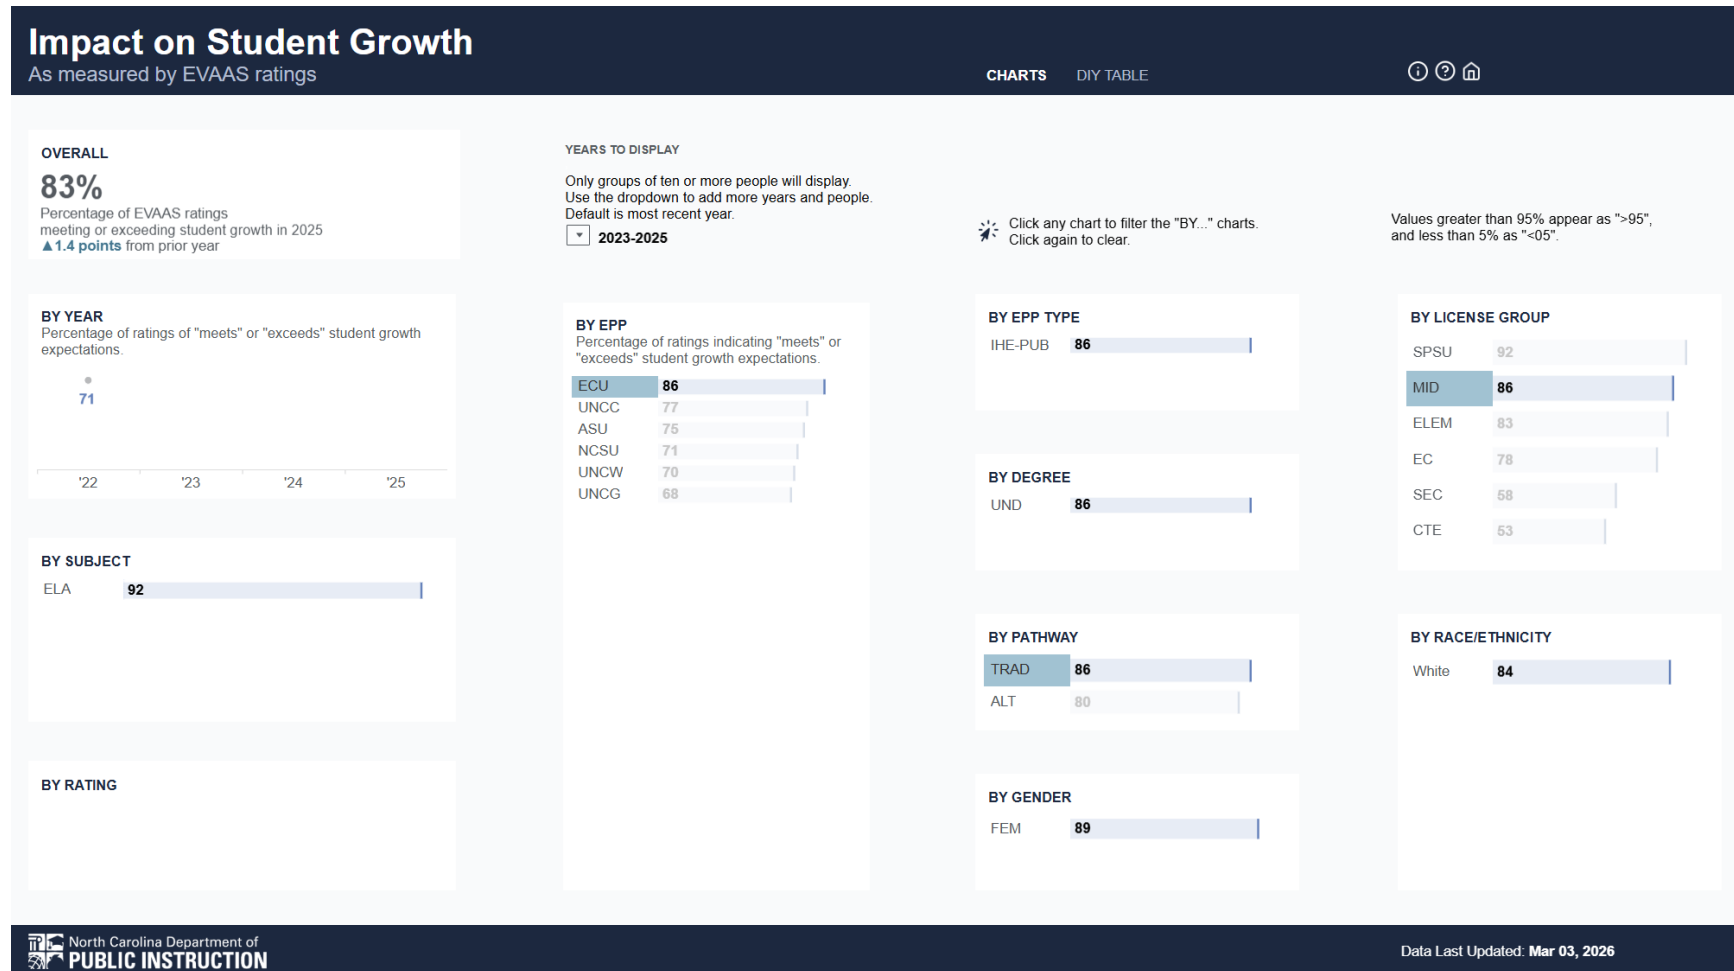 Impact on Student Growth
As measured by EVAAS ratings
CHARTS
DIY TABLE
OVERALL
83%
Percentage of EVAAS ratings
meeting or exceeding student growth in 2025
▲1.4 points from prior year
YEARS TO DISPLAY
Only groups of ten or more people will display.
Use the dropdown to add more years and people.
Default is most recent year.
2023-2025
Click any chart to filter the "BY..." charts.
Click again to clear.
Values greater than 95% appear as ">95",
and less than 5% as "<05".
BY YEAR
Percentage of ratings of "meets" or "exceeds" student growth
expectations.
71
'22 '23 '24 '25
BY SUBJECT
ELA 92
BY RATING
BY EPP
Percentage of ratings indicating "meets" or
"exceeds" student growth expectations.
ECU 86
UNCC 77
ASU 75
NCSU 71
UNCW 70
UNCG 68
BY EPP TYPE
IHE-PUB 86
BY DEGREE
UND 86
BY PATHWAY
TRAD 86
ALT 80
BY GENDER
FEM 89
BY LICENSE GROUP
SPSU 92
MID 86
ELEM 83
EC 78
SEC 58
CTE 53
BY RACE/ETHNICITY
White 84
North Carolina Department of
PUBLIC INSTRUCTION
Data Last Updated: Mar 03, 2026